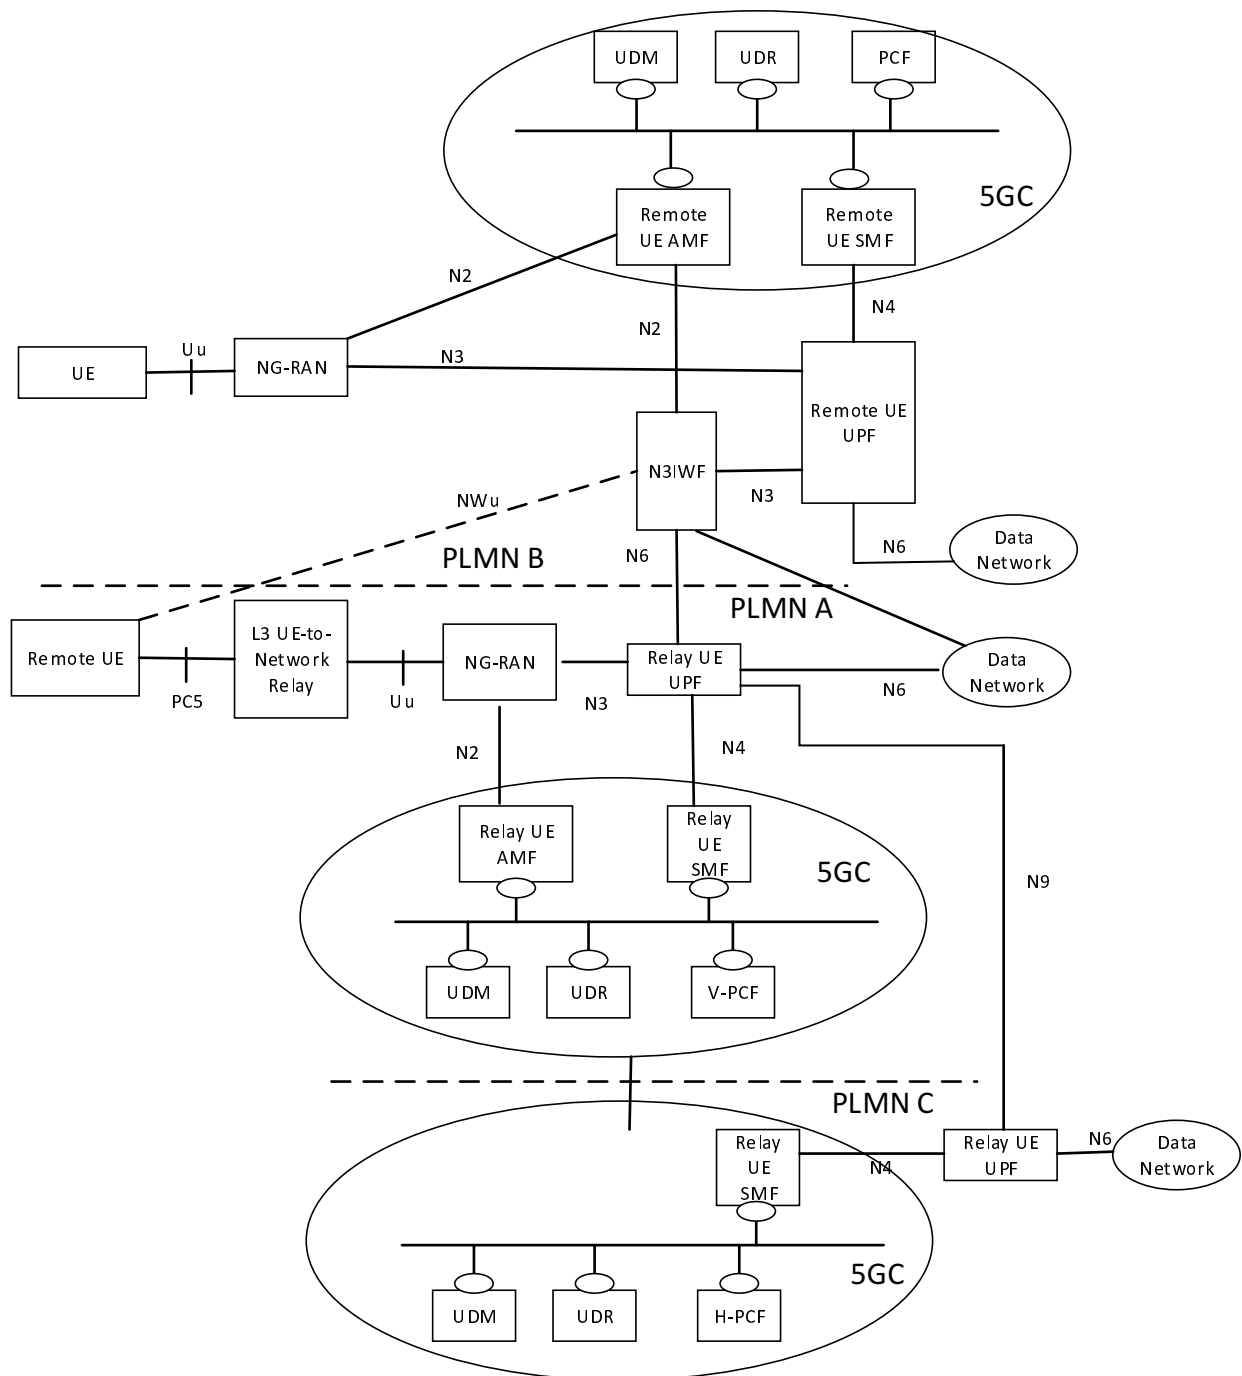 UDM
UDR
PCF
5GC
Remote
UE AMF
Remote
UE SMF
N2
N4
N2
Uu
UE
NG-RAN
N3
Remote UE
UPF
N3IWF
N3
NWu
N6
N6
Data
Network
PLMN B
PLMN A
Remote UE
PC5
L3 UE-to-
Network
Relay
Uu
NG-RAN
N3
Relay UE
UPF
N6
Data
Network
N2
N4
Relay UE
AMF
Relay
UE
SMF
5GC
N9
UDM
UDR
V-PCF
PLMN C
Relay
UE
SMF
N4
Relay UE
UPF
N6
Data
Network
5GC
UDM
UDR
H-PCF